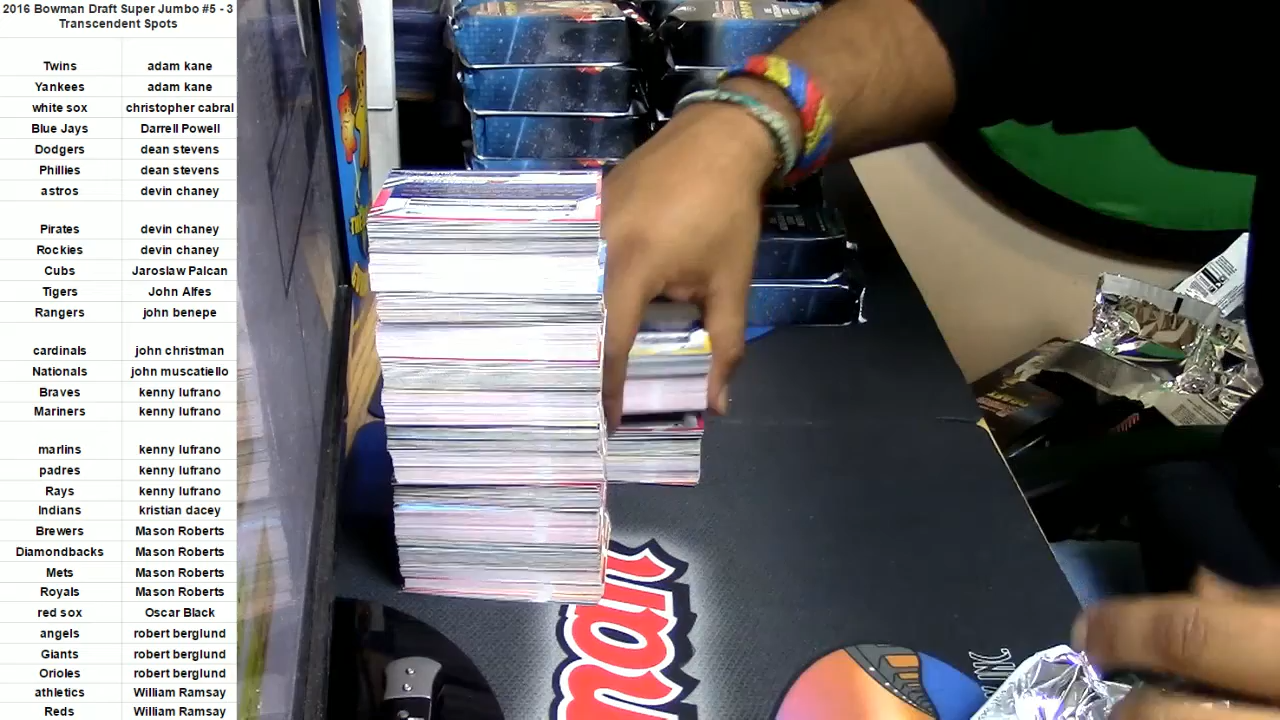 2016 Bowman Draft Super Jumbo #5 - 3
Transcendent Spots
Twins adam kane
Yankees adam kane
white sox christopher cabral
Blue Jays Darrell Powell
Dodgers dean stevens
Phillies dean stevens
astros devin chaney
Pirates devin chaney
Rockies devin chaney
Cubs Jaroslaw Palcan
Tigers John Alfes
Rangers john benepe
cardinals john christman
Nationals john muscatiello
Braves kenny lufrano
Mariners kenny lufrano
marlins kenny lufrano
padres kenny lufrano
Rays kenny lufrano
Indians kristian dacey
Brewers Mason Roberts
Diamondbacks Mason Roberts
Mets Mason Roberts
Royals Mason Roberts
red sox Oscar Black
angels robert berglund
Giants robert berglund
Orioles robert berglund
athletics William Ramsay
Reds William Ramsay